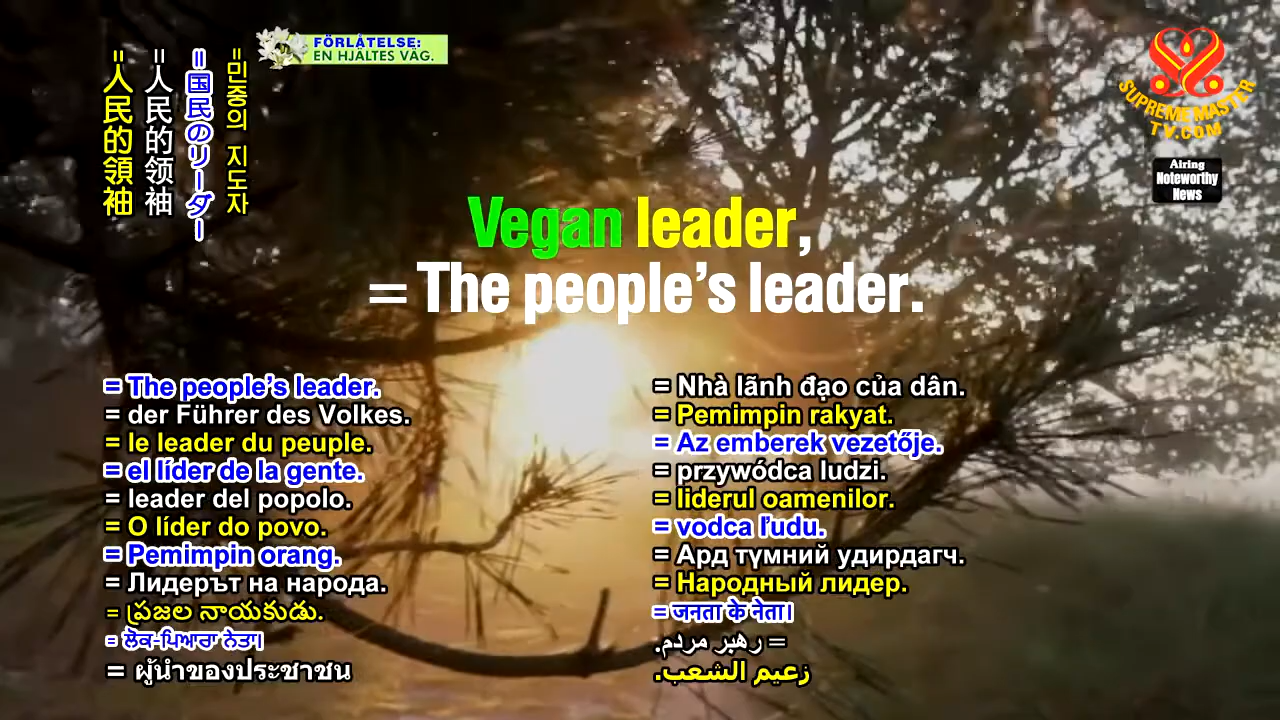 =人民的領袖
=人民的领袖
=国民のリーダー
=민중의 지도자
FÖRLÅTELSE:
EN HJÄLTES VÄG.
SUPREME MASTER
TV.COM
Airing
Noteworthy
News
Vegan leader,
= The people's leader.
= The people's leader.
= der Führer des Volkes.
= le leader du peuple.
= el líder de la gente.
= leader del popolo.
= O líder do povo.
= Pemimpin orang.
= Лидерът на народа.
= ప్రజల నాయకుడు.
= ਲੋਕ-ਪਿਆਰਾ ਨੇਤਾ।
= ผู้นำของประชาชน
= Nhà lãnh đạo của dân.
= Pemimpin rakyat.
= Az emberek vezetője.
= przywódca ludzi.
= liderul oamenilor.
= vodca ľudu.
= Ард түмний удирдагч.
= Народный лидер.
= जनता के नेता।
= رهبر مردم.
زعيم الشعب.